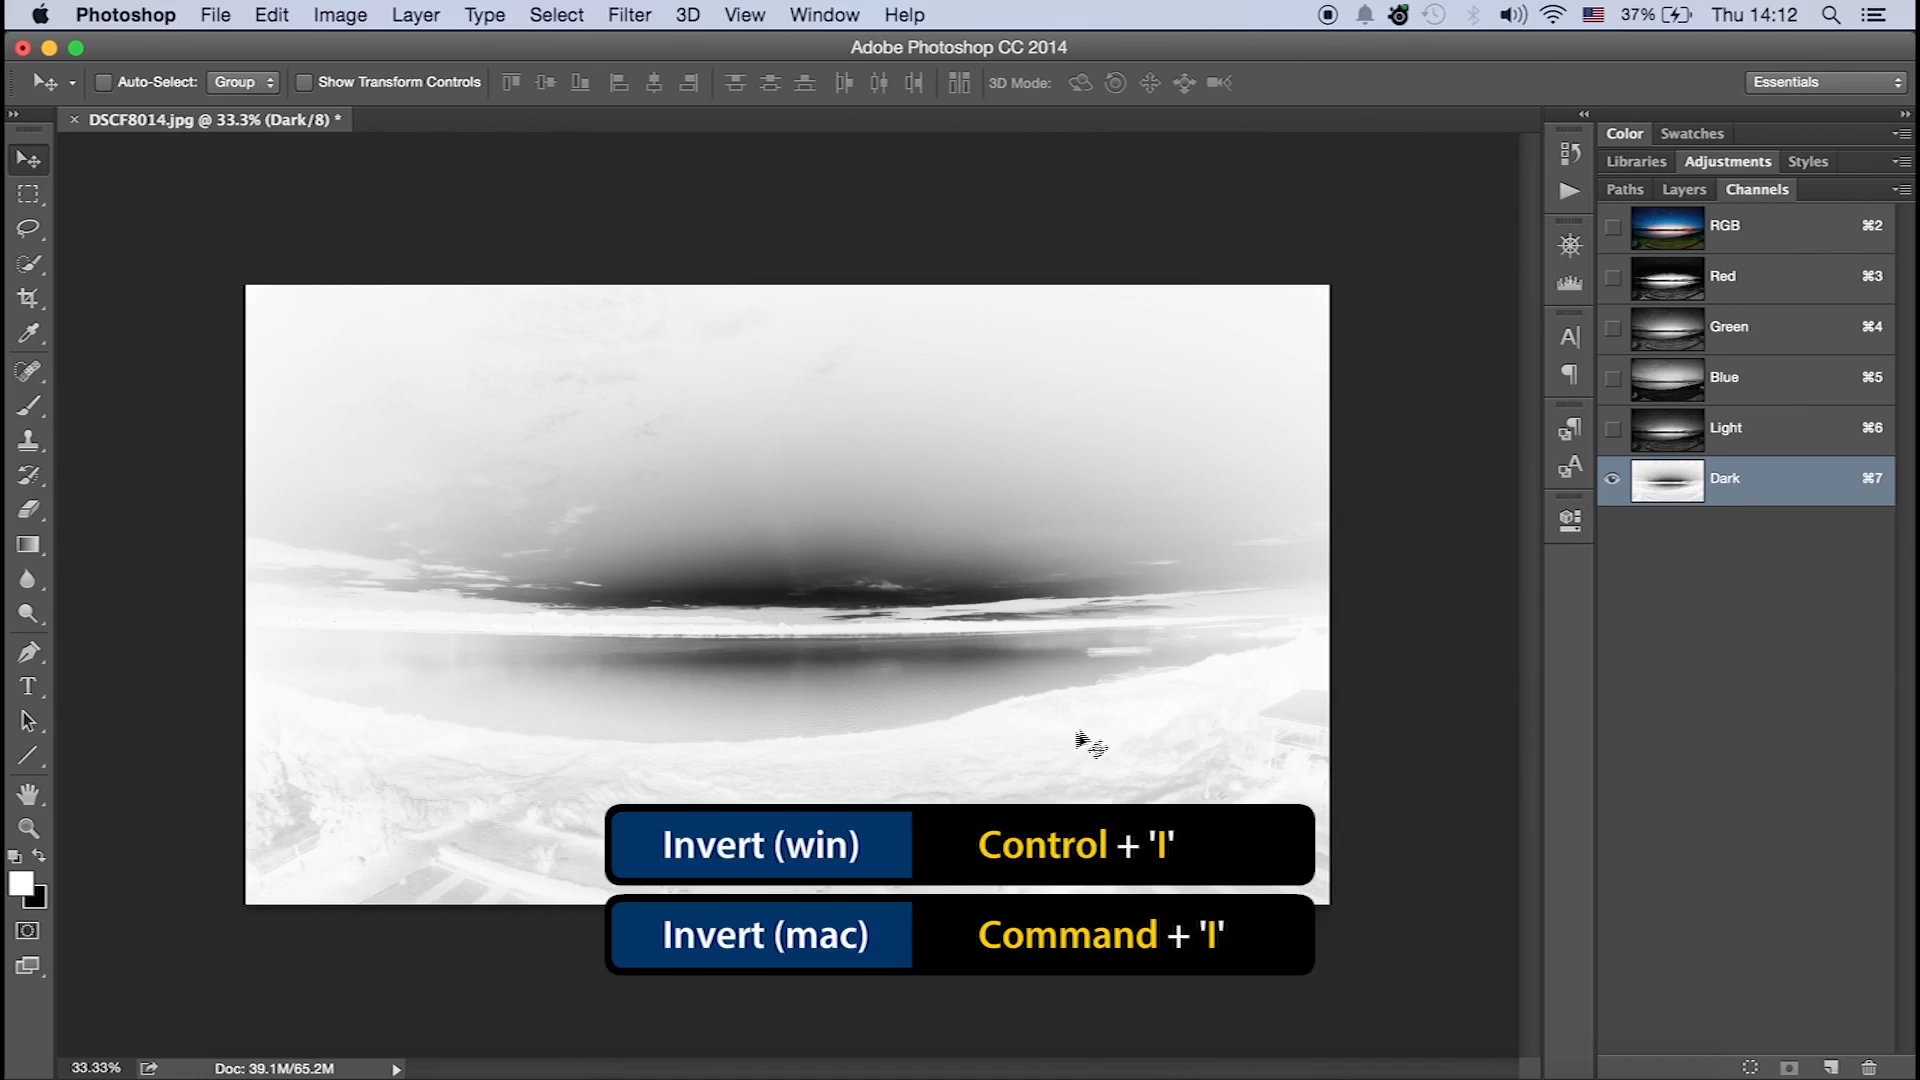 Photoshop File Edit Image Layer Type Select Filter 3D View Window Help 37% Thu 14:12
Adobe Photoshop CC 2014
Auto-Select: Group Show Transform Controls 3D Mode: Essentials
× DSCF8014.jpg @ 33.3% (Dark/8) *
Color Swatches
Libraries Adjustments Styles
Paths Layers Channels
RGB ⌘2
Red ⌘3
Green ⌘4
Blue ⌘5
Light ⌘6
Dark ⌘7
Invert (win) Control + 'I'
Invert (mac) Command + 'I'
33.33% Doc: 39.1M/65.2M